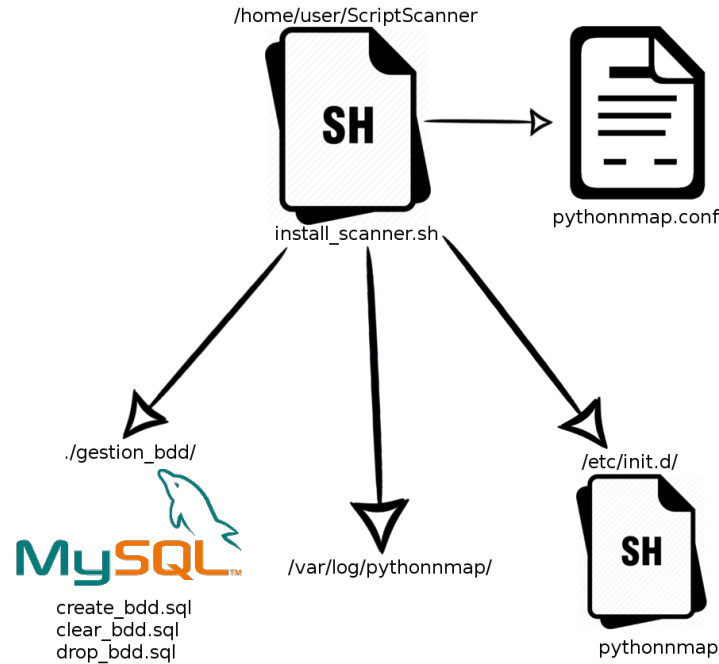 /home/user/ScriptScanner
SH
install_scanner.sh
pythonnmap.conf
./gestion_bdd/
MySQL™
create_bdd.sql
clear_bdd.sql
drop_bdd.sql
/var/log/pythonnmap/
/etc/init.d/
SH
pythonnmap